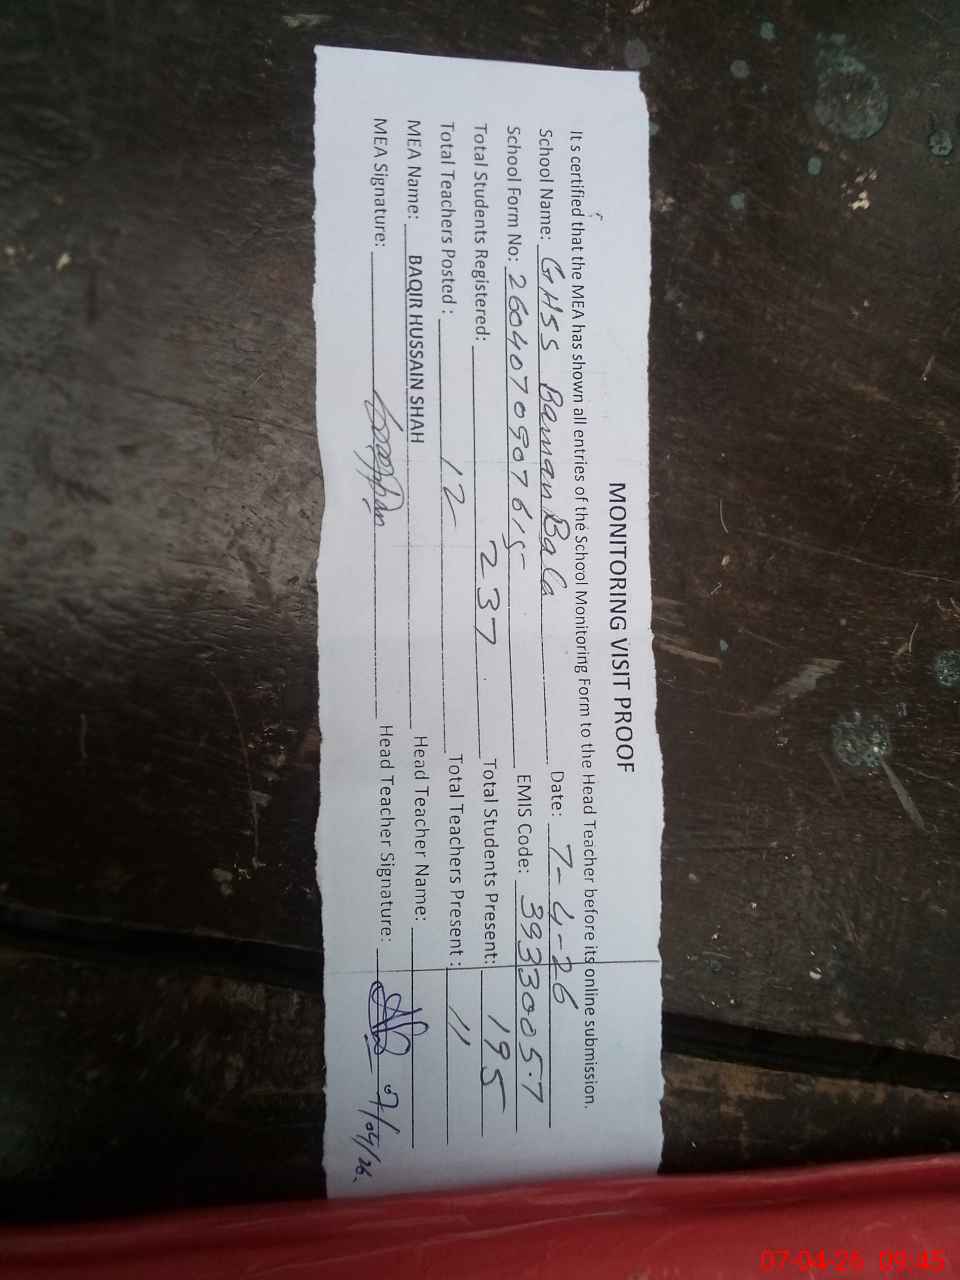 MONITORING VISIT PROOF
It s certified that the MEA has shown all entries of the School Monitoring Form to the Head Teacher before its online submission.
School Name: GHSS Baman Bala Date: 7-4-26
School Form No: 260407090761 5 EMIS Code: 39330057
Total Students Registered: 237 Total Students Present: 195
Total Teachers Posted : 12 Total Teachers Present : 11
MEA Name: BAQIR HUSSAIN SHAH Head Teacher Name:
MEA Signature: Head Teacher Signature: 07/04/26.
07-04-26 09:45